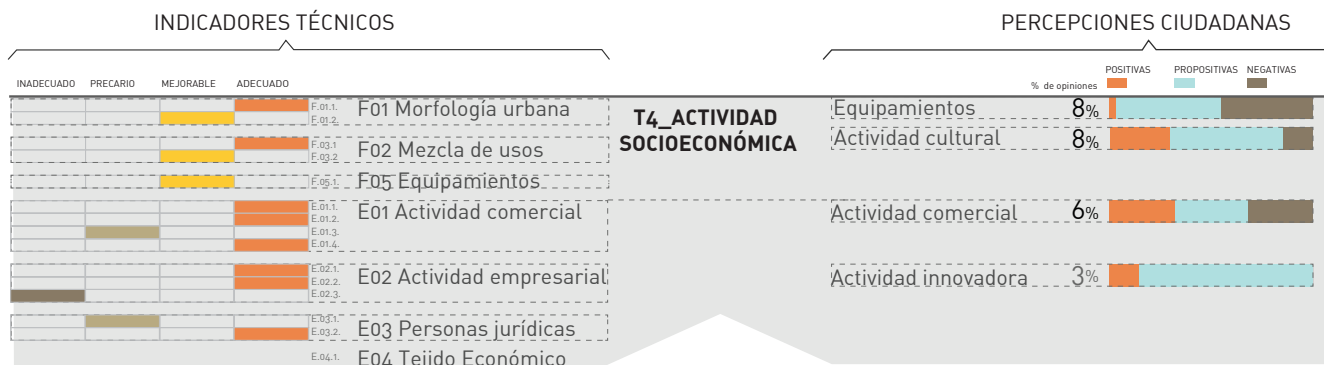 INDICADORES TÉCNICOS
PERCEPCIONES CIUDADANAS
INADECUADO PRECARIO MEJORABLE ADECUADO
% de opiniones POSITIVAS PROPOSITIVAS NEGATIVAS
F.01.1.
F.01.2.
F01 Morfología urbana
F.03.1
F.03.2
F02 Mezcla de usos
F.05.1.
F05 Equipamientos
E.01.1.
E.01.2.
E.01.3.
E.01.4.
E01 Actividad comercial
E.02.1.
E.02.2.
E.02.3.
E02 Actividad empresarial
E.03.1.
E.03.2.
E03 Personas jurídicas
E.04.1.
E04 Tejido Económico
T4_ACTIVIDAD
SOCIOECONÓMICA
Equipamientos 8%
Actividad cultural 8%
Actividad comercial 6%
Actividad innovadora 3%